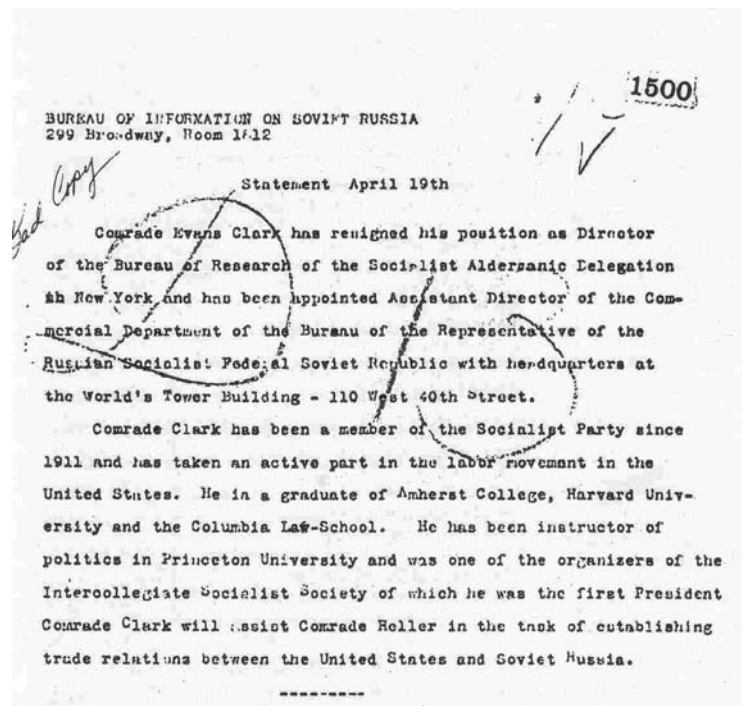 1500
BUREAU OF INFORMATION ON SOVIET RUSSIA
299 Broadway, Room 1812
Bad Copy
Statement April 19th
Comrade Evans Clark has resigned his position as Director
of the Bureau of Research of the Socialist Aldermanic Delegation
in New York and has been appointed Assistant Director of the Com-
mercial Department of the Bureau of the Representative of the
Russian Socialist Federal Soviet Republic with headquarters at
the World's Tower Building - 110 West 40th Street.
Comrade Clark has been a member of the Socialist Party since
1911 and has taken an active part in the labor movement in the
United States. He is a graduate of Amherst College, Harvard Univ-
ersity and the Columbia Law-School. He has been instructor of
politics in Princeton University and was one of the organizers of the
Intercollegiate Socialist Society of which he was the first President
Comrade Clark will assist Comrade Heller in the task of establishing
trade relations between the United States and Soviet Russia.
---------